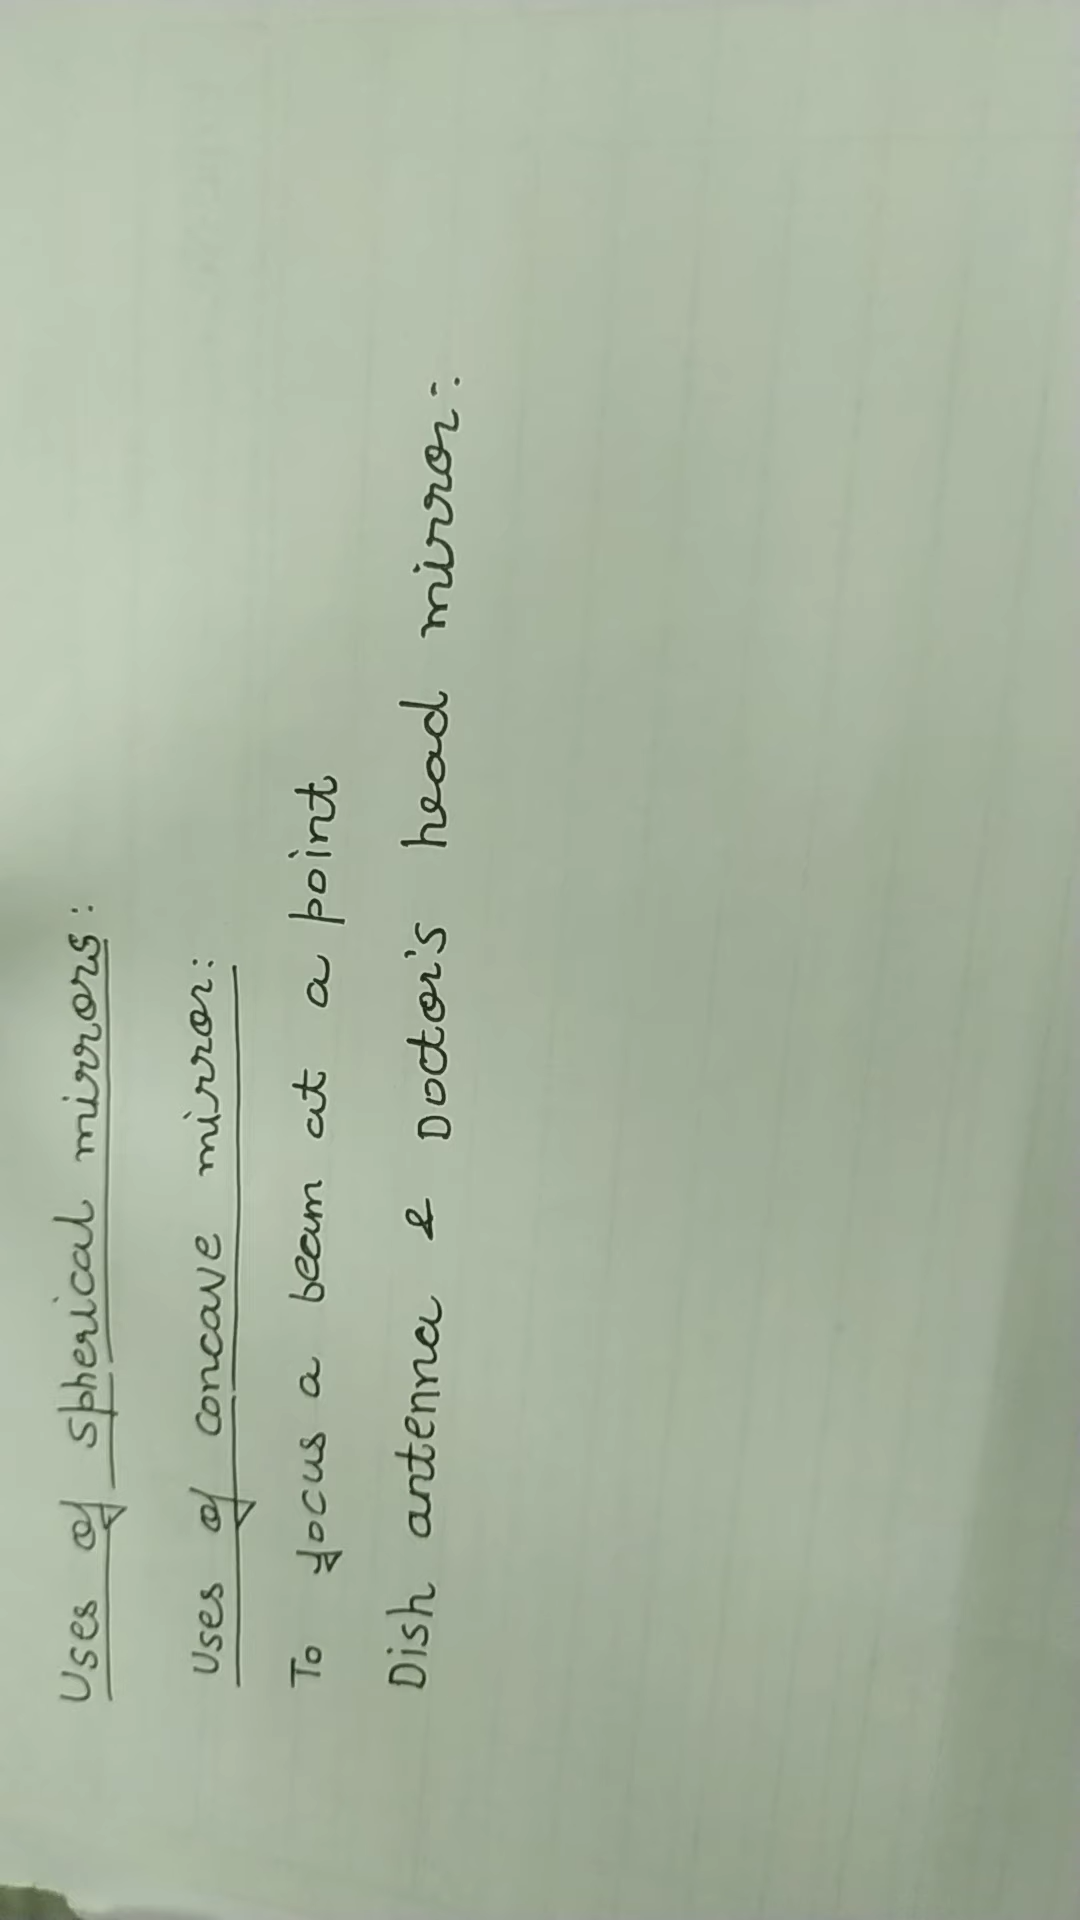 Uses of spherical mirrors:
Uses of concave mirror:
To focus a beam at a point
Dish antenna & Doctor's head mirror:-